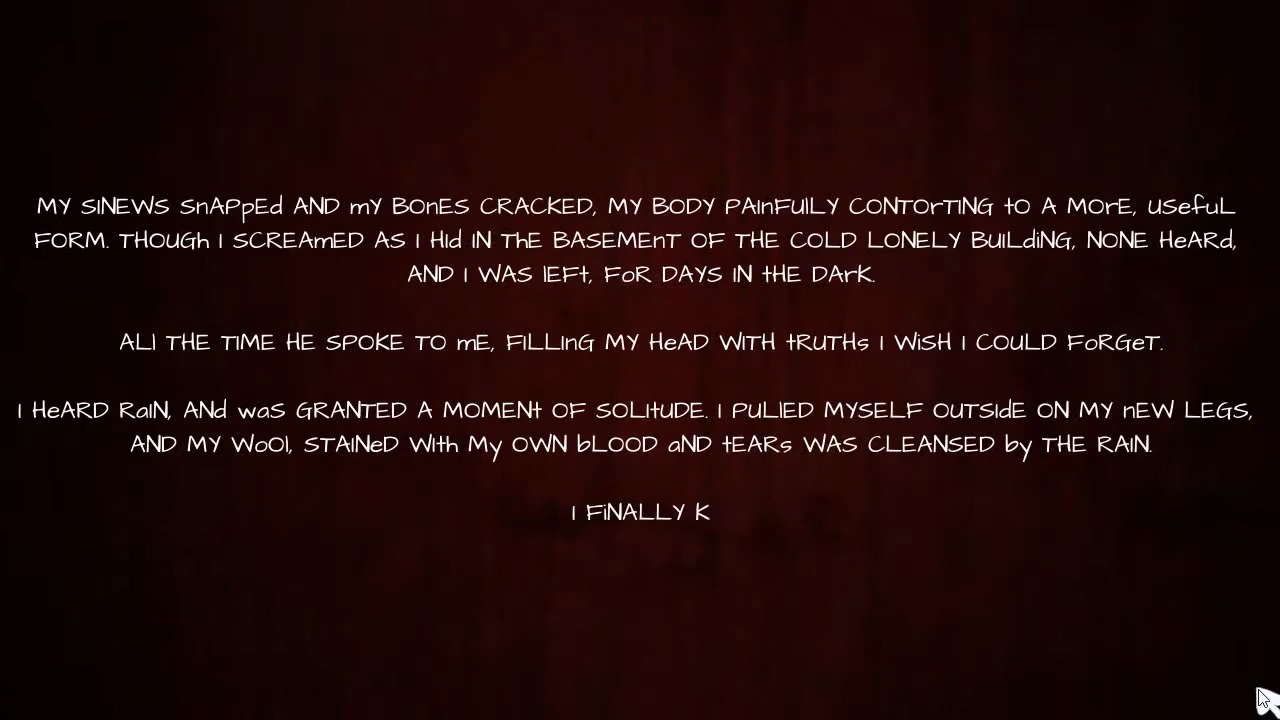 MY SINEWS SnAPpEd AND mY BOnES CRACKED, MY BODY PAInFUllY CONTOrTING tO A MOrE, USefuL
FORM. THOUGh I SCREAmED AS I HId IN ThE BASEMEnT OF THE COLD LONELY BUILdiNG, NONE HeARd,
AND I WAS lEFt, FoR DAYS IN tHE DArK.
ALl THE TIME HE SPOKE TO mE, FILLInG MY HeAD WITH tRUTHs I WiSH I COULD FoRGeT.
I HeARD RaIN, ANd waS GRANTED A MOMENt OF SOLItUDE. I PULlED MYSELF OUTSIdE ON MY nEW LEGS,
AND MY WoOl, STAINeD WIth My OWN bLOOD aND tEARs WAS CLEANSED by THE RAIN.
I FiNALLY K